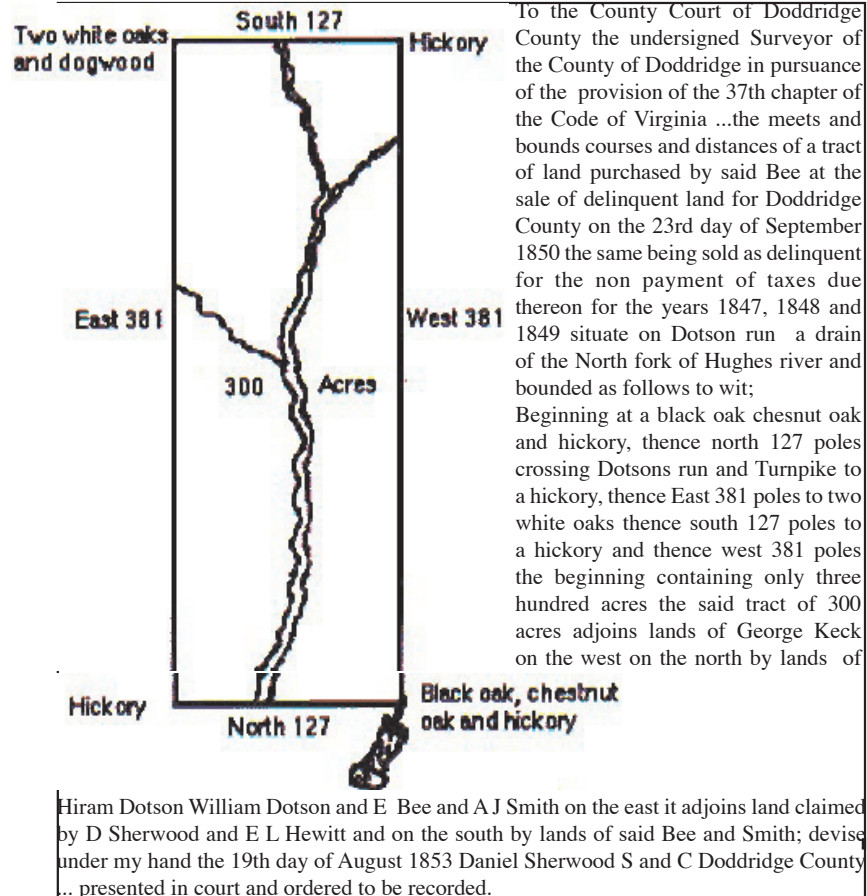 South 127
Two white oaks
and dogwood
Hickory
East 381
West 381
300 Acres
Hickory
North 127
Black oak, chestnut
oak and hickory
To the County Court of Doddridge
County the undersigned Surveyor of
the County of Doddridge in pursuance
of the provision of the 37th chapter of
the Code of Virginia ...the meets and
bounds courses and distances of a tract
of land purchased by said Bee at the
sale of delinquent land for Doddridge
County on the 23rd day of September
1850 the same being sold as delinquent
for the non payment of taxes due
thereon for the years 1847, 1848 and
1849 situate on Dotson run a drain
of the North fork of Hughes river and
bounded as follows to wit;
Beginning at a black oak chesnut oak
and hickory, thence north 127 poles
crossing Dotsons run and Turnpike to
a hickory, thence East 381 poles to two
white oaks thence south 127 poles to
a hickory and thence west 381 poles
the beginning containing only three
hundred acres the said tract of 300
acres adjoins lands of George Keck
on the west on the north by lands of
Hiram Dotson William Dotson and E Bee and A J Smith on the east it adjoins land claimed
by D Sherwood and E L Hewitt and on the south by lands of said Bee and Smith; devise
under my hand the 19th day of August 1853 Daniel Sherwood S and C Doddridge County
... presented in court and ordered to be recorded.